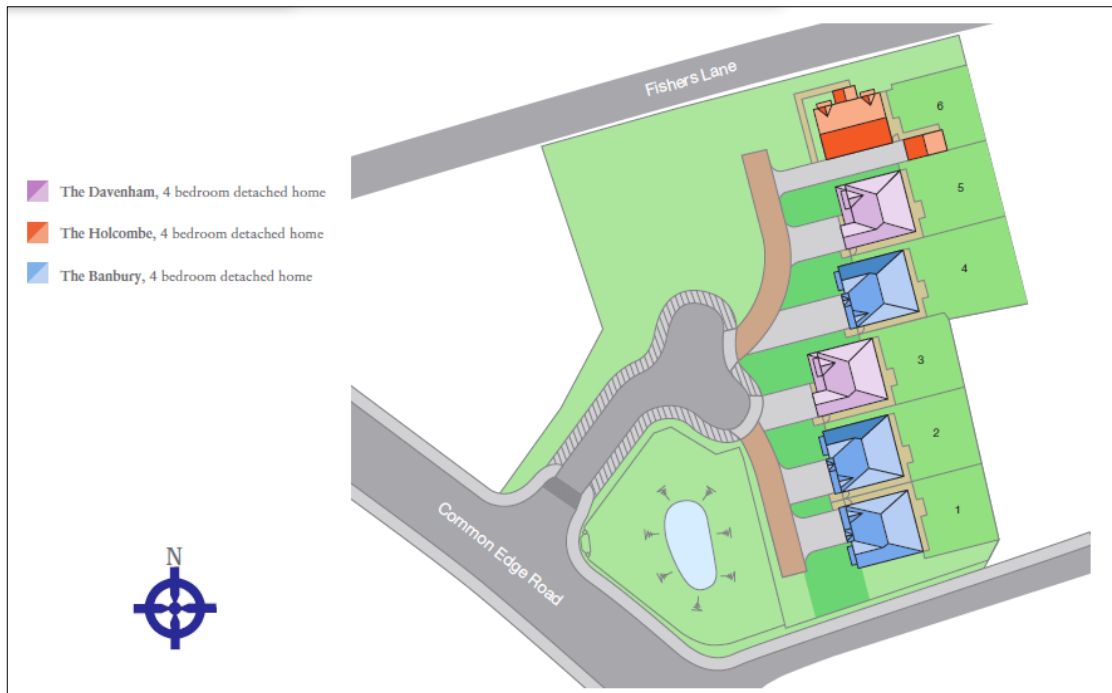 Fishers Lane
6
5
The Davenham, 4 bedroom detached home
The Holcombe, 4 bedroom detached home
The Banbury, 4 bedroom detached home
4
3
2
1
Common Edge Road
N